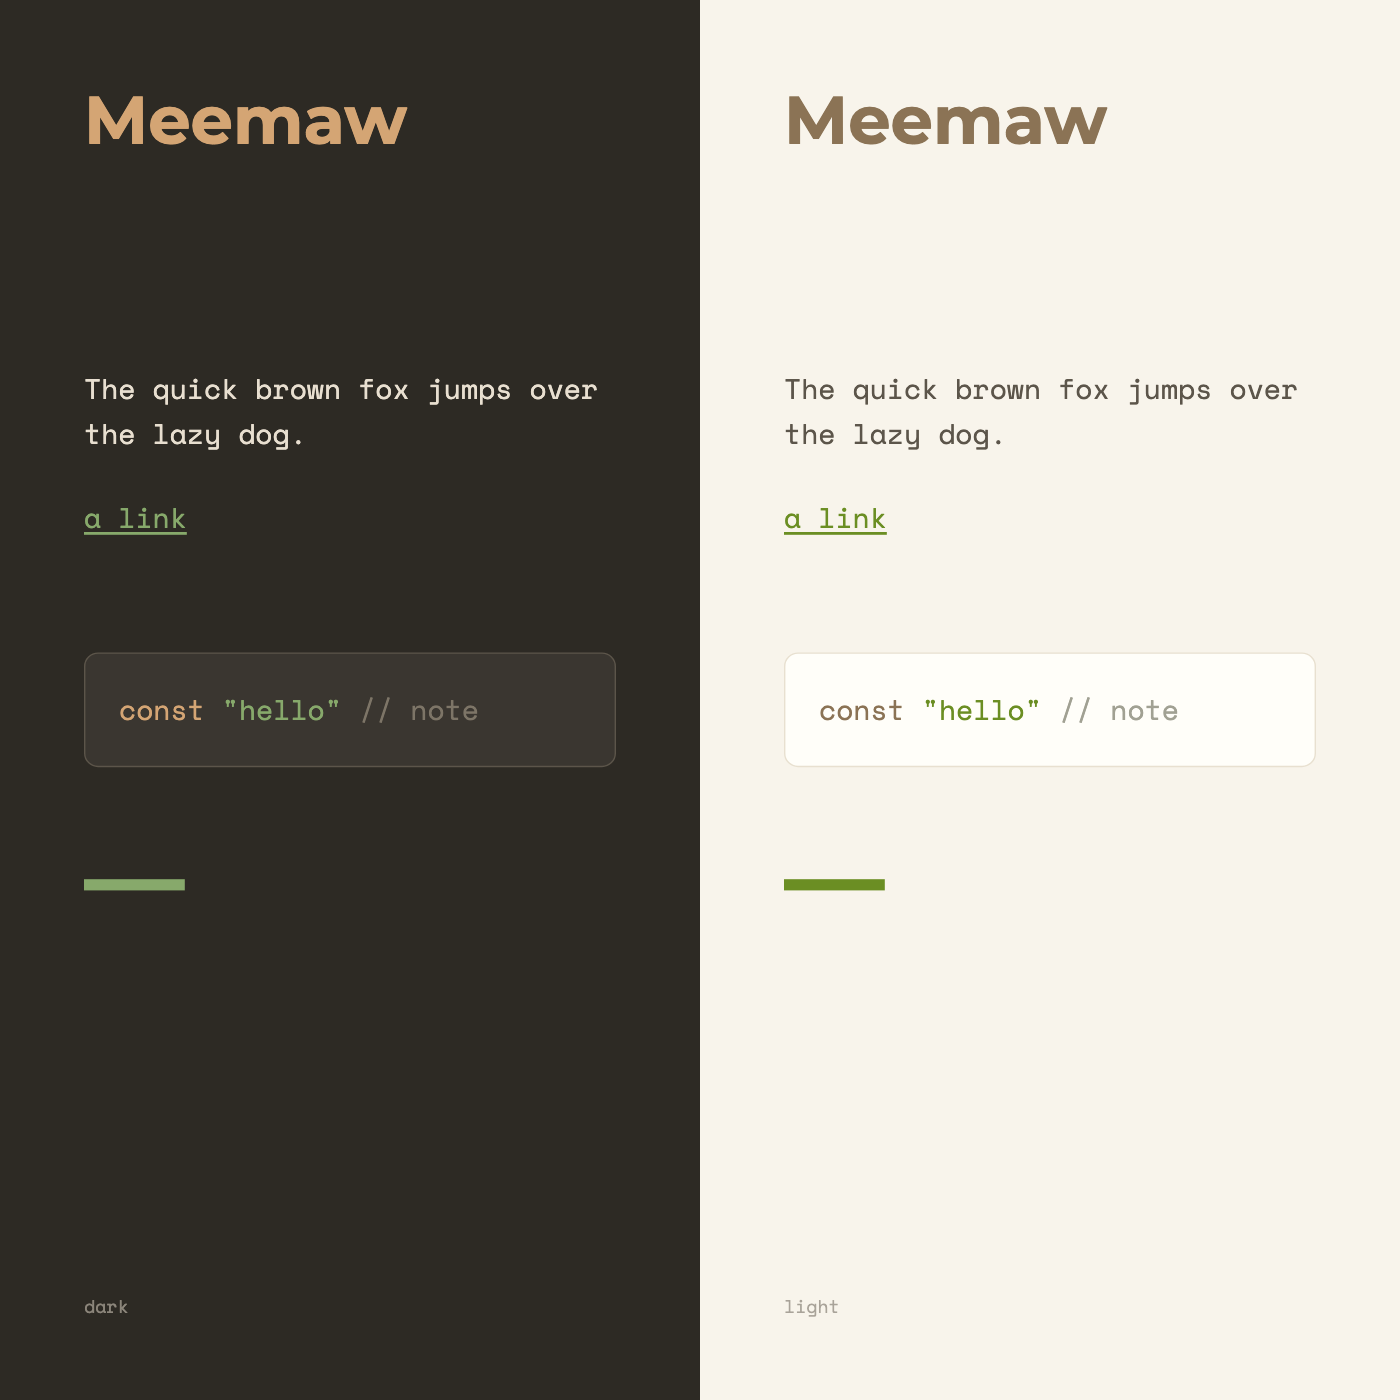 Meemaw
The quick brown fox jumps over
the lazy dog.
a link
const "hello" // note
dark
Meemaw
The quick brown fox jumps over
the lazy dog.
a link
const "hello" // note
light